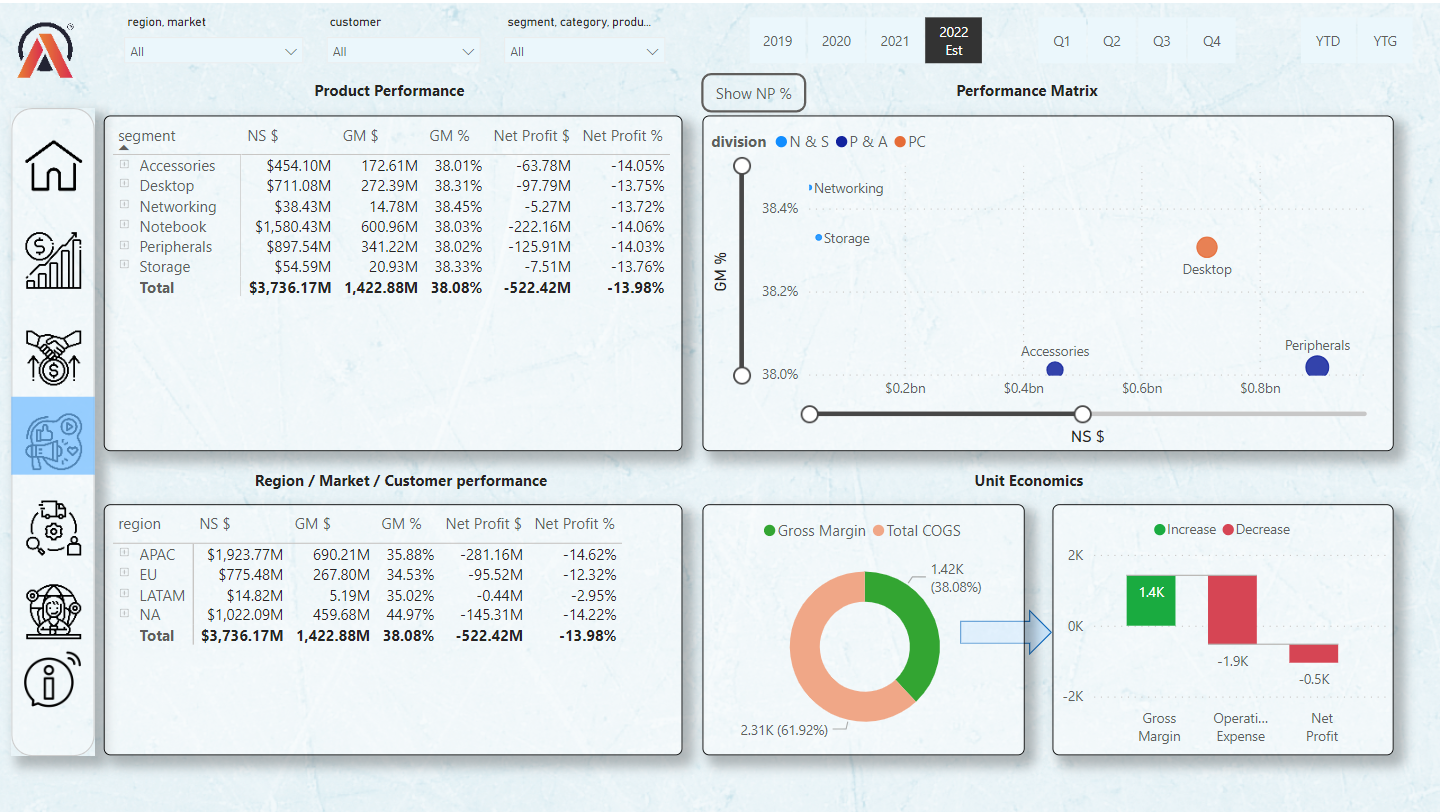 region, market
customer
segment, category, produ...
All
All
All
2019
2020
2021
2022
Est
Q1
Q2
Q3
Q4
YTD
YTG
Product Performance
Show NP %
Performance Matrix
segment NS $ GM $ GM % Net Profit $ Net Profit %
Accessories $454.10M 172.61M 38.01% -63.78M -14.05%
Desktop $711.08M 272.39M 38.31% -97.79M -13.75%
Networking $38.43M 14.78M 38.45% -5.27M -13.72%
Notebook $1,580.43M 600.96M 38.03% -222.16M -14.06%
Peripherals $897.54M 341.22M 38.02% -125.91M -14.03%
Storage $54.59M 20.93M 38.33% -7.51M -13.76%
Total $3,736.17M 1,422.88M 38.08% -522.42M -13.98%
division N & S P & A PC
GM %
38.4%
38.2%
38.0%
Networking
Storage
Desktop
Accessories
Peripherals
$0.2bn $0.4bn $0.6bn $0.8bn
NS $
Region / Market / Customer performance
Unit Economics
region NS $ GM $ GM % Net Profit $ Net Profit %
APAC $1,923.77M 690.21M 35.88% -281.16M -14.62%
EU $775.48M 267.80M 34.53% -95.52M -12.32%
LATAM $14.82M 5.19M 35.02% -0.44M -2.95%
NA $1,022.09M 459.68M 44.97% -145.31M -14.22%
Total $3,736.17M 1,422.88M 38.08% -522.42M -13.98%
Gross Margin Total COGS
1.42K
(38.08%)
2.31K (61.92%)
Increase Decrease
2K
0K
-2K
1.4K
-1.9K
-0.5K
Gross
Margin
Operati...
Expense
Net
Profit